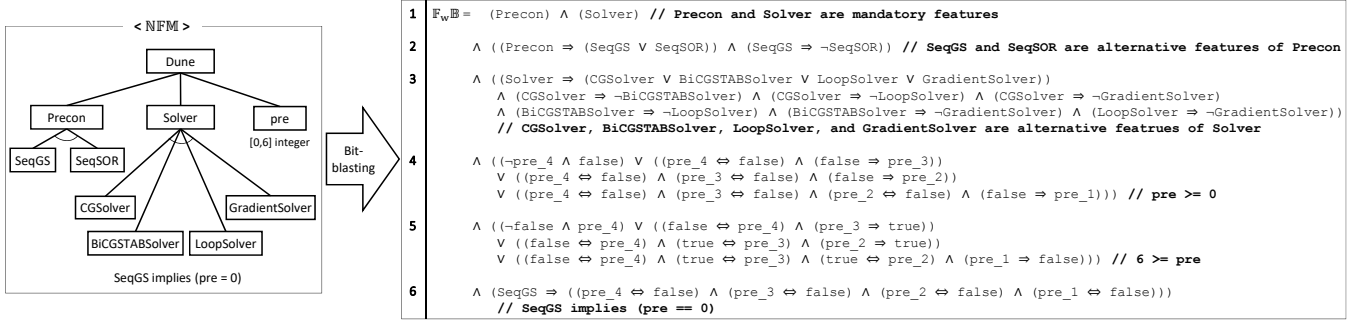 < ℕFM >
Dune
Precon
Solver
pre
[0,6] integer
SeqGS
SeqSOR
CGSolver
GradientSolver
BiCGSTABSolver
LoopSolver
SeqGS implies (pre = 0)
Bit-
blasting
1 𝔽wB = (Precon) ∧ (Solver) // Precon and Solver are mandatory features
2 ∧ ((Precon ⇒ (SeqGS ∨ SeqSOR)) ∧ (SeqGS ⇒ ¬SeqSOR)) // SeqGS and SeqSOR are alternative features of Precon
3 ∧ ((Solver ⇒ (CGSolver ∨ BiCGSTABSolver ∨ LoopSolver ∨ GradientSolver))
∧ (CGSolver ⇒ ¬BiCGSTABSolver) ∧ (CGSolver ⇒ ¬LoopSolver) ∧ (CGSolver ⇒ ¬GradientSolver)
∧ (BiCGSTABSolver ⇒ ¬LoopSolver) ∧ (BiCGSTABSolver ⇒ ¬GradientSolver) ∧ (LoopSolver ⇒ ¬GradientSolver))
// CGSolver, BiCGSTABSolver, LoopSolver, and GradientSolver are alternative featrues of Solver
4 ∧ ((¬pre_4 ∧ false) ∨ ((pre_4 ⇔ false) ∧ (false ⇒ pre_3))
∨ ((pre_4 ⇔ false) ∧ (pre_3 ⇔ false) ∧ (false ⇒ pre_2))
∨ ((pre_4 ⇔ false) ∧ (pre_3 ⇔ false) ∧ (pre_2 ⇔ false) ∧ (false ⇒ pre_1))) // pre >= 0
5 ∧ ((¬false ∧ pre_4) ∨ ((false ⇔ pre_4) ∧ (pre_3 ⇒ true))
∨ ((false ⇔ pre_4) ∧ (true ⇔ pre_3) ∧ (pre_2 ⇒ true))
∨ ((false ⇔ pre_4) ∧ (true ⇔ pre_3) ∧ (true ⇔ pre_2) ∧ (pre_1 ⇒ false))) // 6 >= pre
6 ∧ (SeqGS ⇒ ((pre_4 ⇔ false) ∧ (pre_3 ⇔ false) ∧ (pre_2 ⇔ false) ∧ (pre_1 ⇔ false)))
// SeqGS implies (pre == 0)